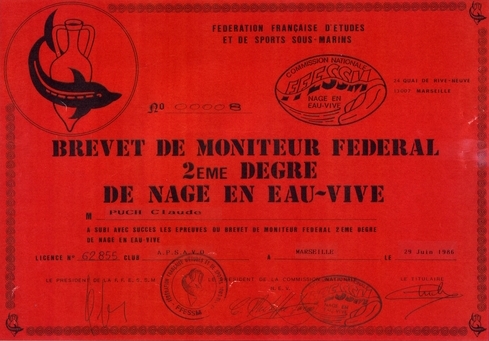 FEDERATION FRANÇAISE D'ETUDES
ET DE SPORTS SOUS-MARINS
COMMISSION NATIONALE
FFESSM
NAGE EN
EAU-VIVE
24 QUAI DE RIVE-NEUVE
MARSEILLE
No 00008
BREVET DE MONITEUR FEDERAL
2EME DEGRE
DE NAGE EN EAU-VIVE
M PUCH Claude
A SUBI AVEC SUCCES LES EPREUVES DU BREVET DE MONITEUR FEDERAL 2EME DEGRE
DE NAGE EN EAU-VIVE
LICENCE No 62855 CLUB A MARSEILLE LE 19 Juin 1986
LE PRESIDENT DE LA F.F.E.S.S.M. LE PRESIDENT DE LA COMMISSION NATIONALE LE TITULAIRE
N.E.V.
FFESSM